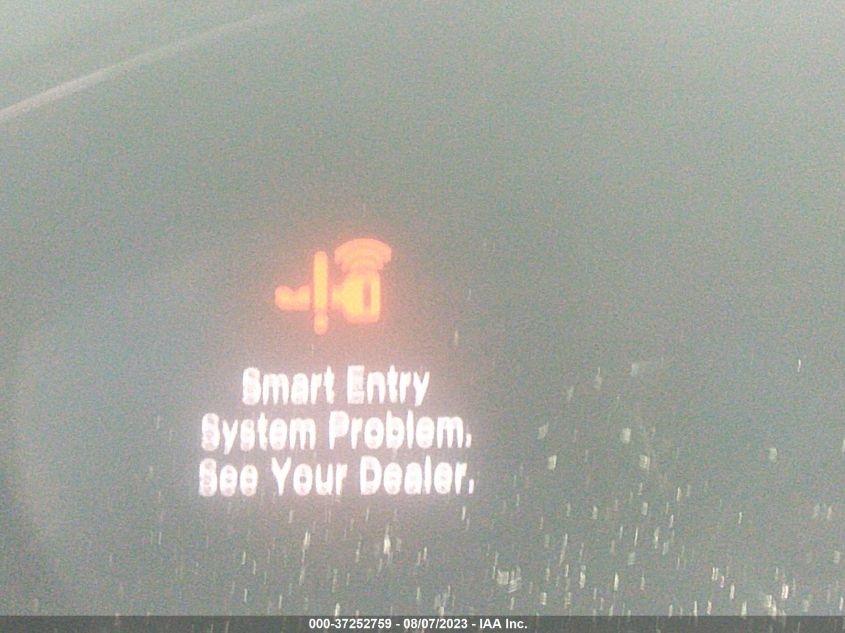 Smart Entry
System Problem.
See Your Dealer.
000-37252759 - 08/07/2023 - IAA Inc.